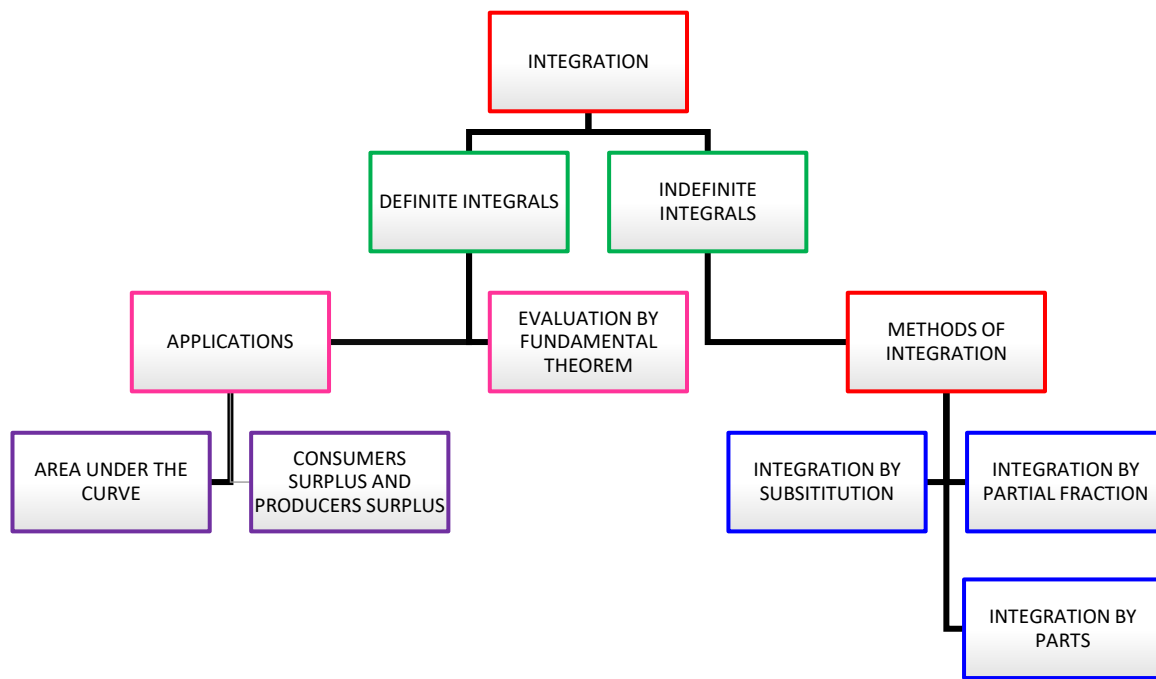 INTEGRATION
DEFINITE INTEGRALS
INDEFINITE
INTEGRALS
APPLICATIONS
EVALUATION BY
FUNDAMENTAL
THEOREM
METHODS OF
INTEGRATION
AREA UNDER THE
CURVE
CONSUMERS
SURPLUS AND
PRODUCERS SURPLUS
INTEGRATION BY
SUBSITITUTION
INTEGRATION BY
PARTIAL FRACTION
INTEGRATION BY
PARTS